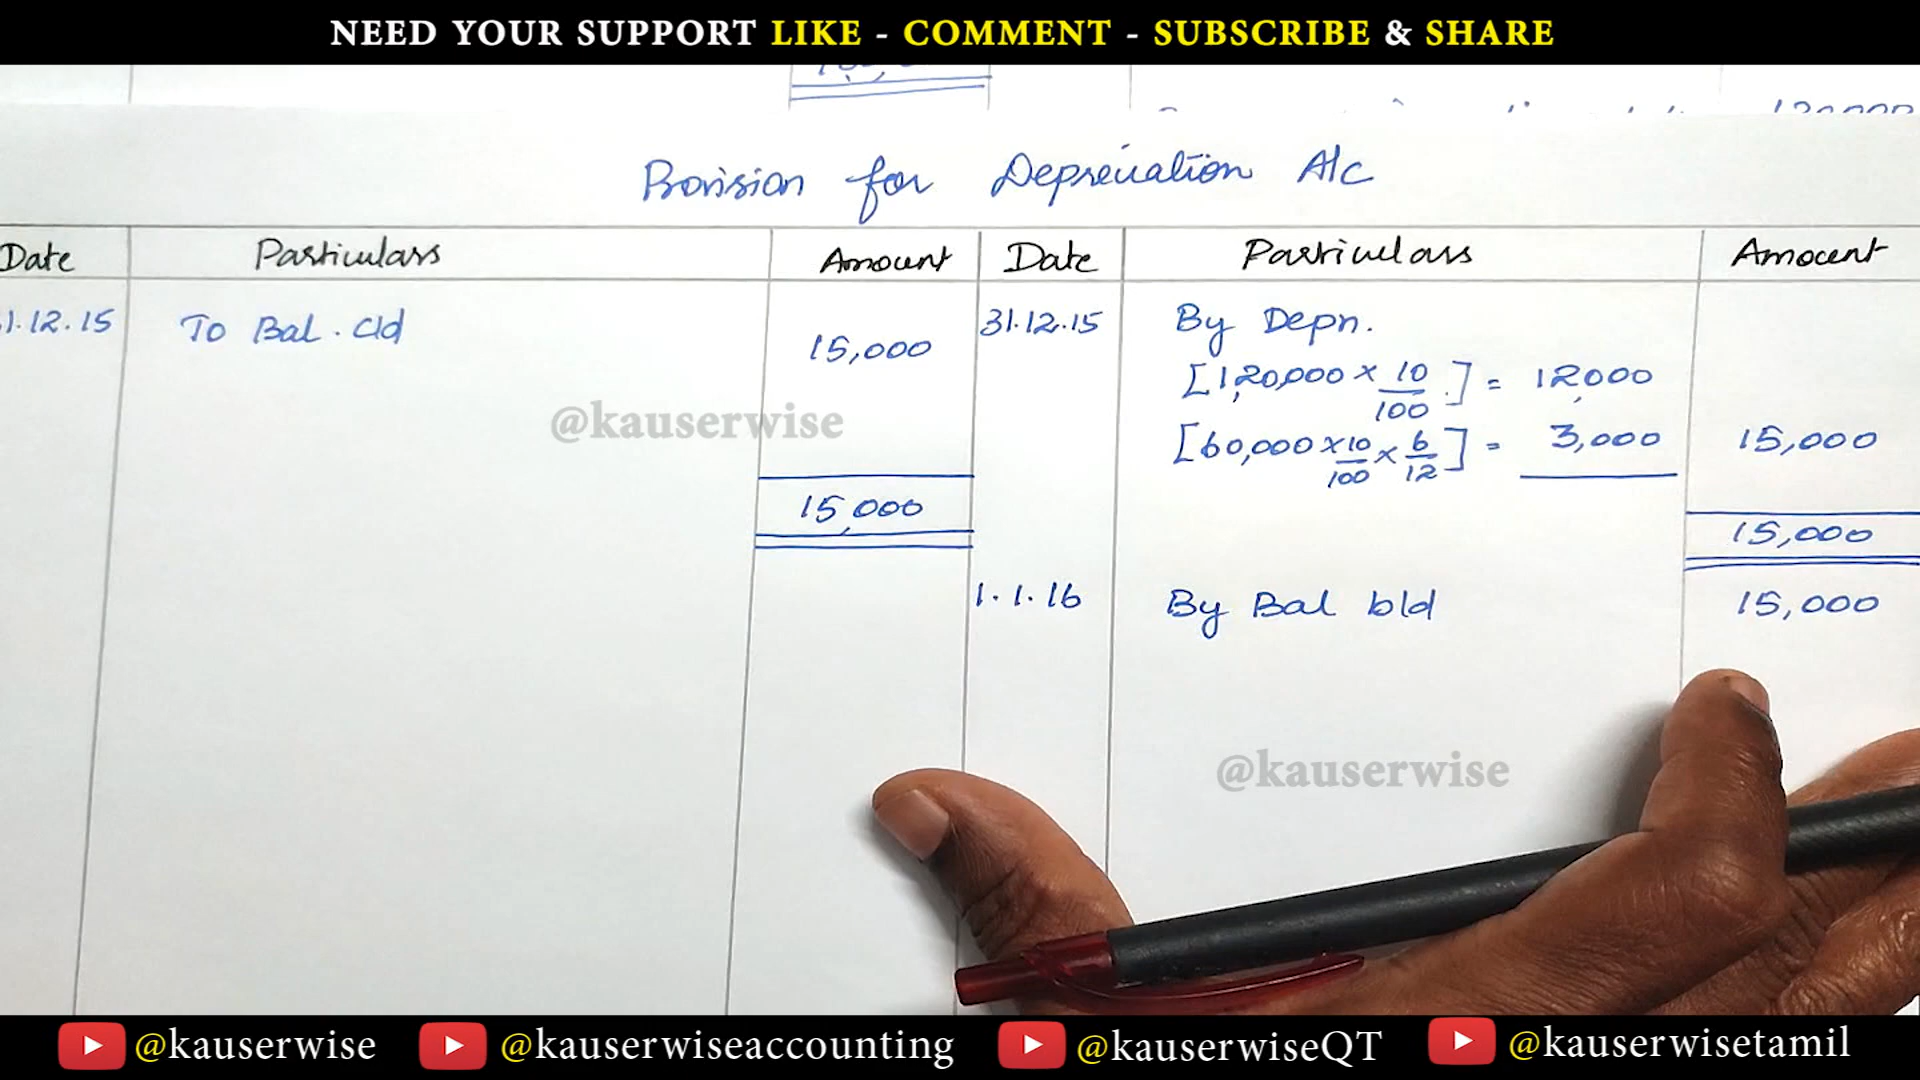 NEED YOUR SUPPORT LIKE - COMMENT - SUBSCRIBE & SHARE
Provision for Depreciation A/c
Date Particulars Amount Date Particulars Amount
1.12.15 To Bal. c/d 15,000 31.12.15 By Depn.
[1,20,000 × 10/100] = 12,000
[60,000 × 10/100 × 6/12] = 3,000 15,000
15,000 15,000
1.1.16 By Bal b/d 15,000
@kauserwise
@kauserwise
@kauserwise @kauserwiseaccounting @kauserwiseQT @kauserwisetamil